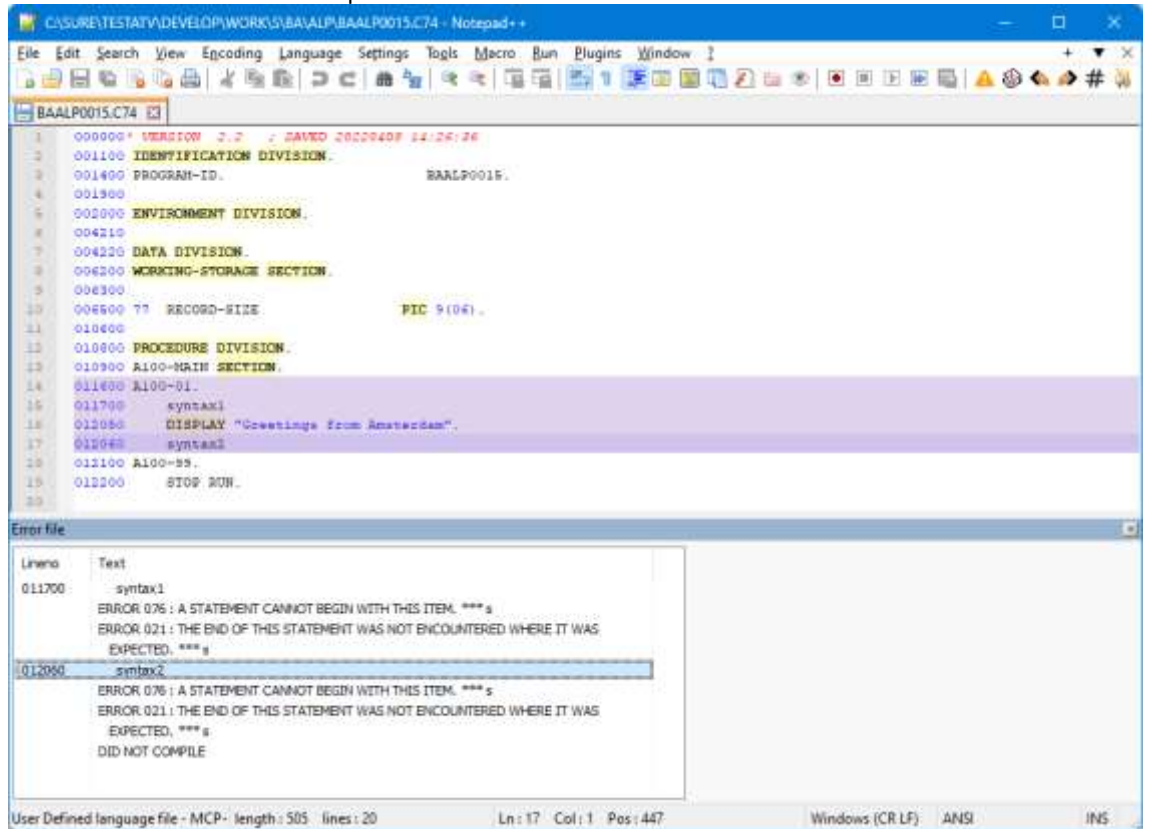 C:\SURE\TESTATV\DEVELOP\WORK\S\BA\ALP\BAALP0015.C74 - Notepad++
File Edit Search View Encoding Language Settings Tools Macro Run Plugins Window ?
BAALP0015.C74
1 000000* VERSION 2.2 ; SAVED 20220408 14:26:36
2 001100 IDENTIFICATION DIVISION.
3 001400 PROGRAM-ID. BAALP0015.
4 001900
5 002000 ENVIRONMENT DIVISION.
6 004210
7 004220 DATA DIVISION.
8 006200 WORKING-STORAGE SECTION.
9 006300
10 006500 77 RECORD-SIZE PIC 9(06).
11 010600
12 010800 PROCEDURE DIVISION.
13 010900 A100-MAIN SECTION.
14 011600 A100-01.
15 011700 syntax1
16 012050 DISPLAY "Greetings from Amsterdam".
17 012060 syntax2
18 012100 A100-99.
19 012200 STOP RUN.
20
Error file
Lineno Text
011700 syntax1
ERROR 076 : A STATEMENT CANNOT BEGIN WITH THIS ITEM. *** s
ERROR 021 : THE END OF THIS STATEMENT WAS NOT ENCOUNTERED WHERE IT WAS
EXPECTED. *** s
012060 syntax2
ERROR 076 : A STATEMENT CANNOT BEGIN WITH THIS ITEM. *** s
ERROR 021 : THE END OF THIS STATEMENT WAS NOT ENCOUNTERED WHERE IT WAS
EXPECTED. *** s
DID NOT COMPILE
User Defined language file - MCP- length : 505 lines : 20 Ln : 17 Col : 1 Pos : 447 Windows (CR LF) ANSI INS